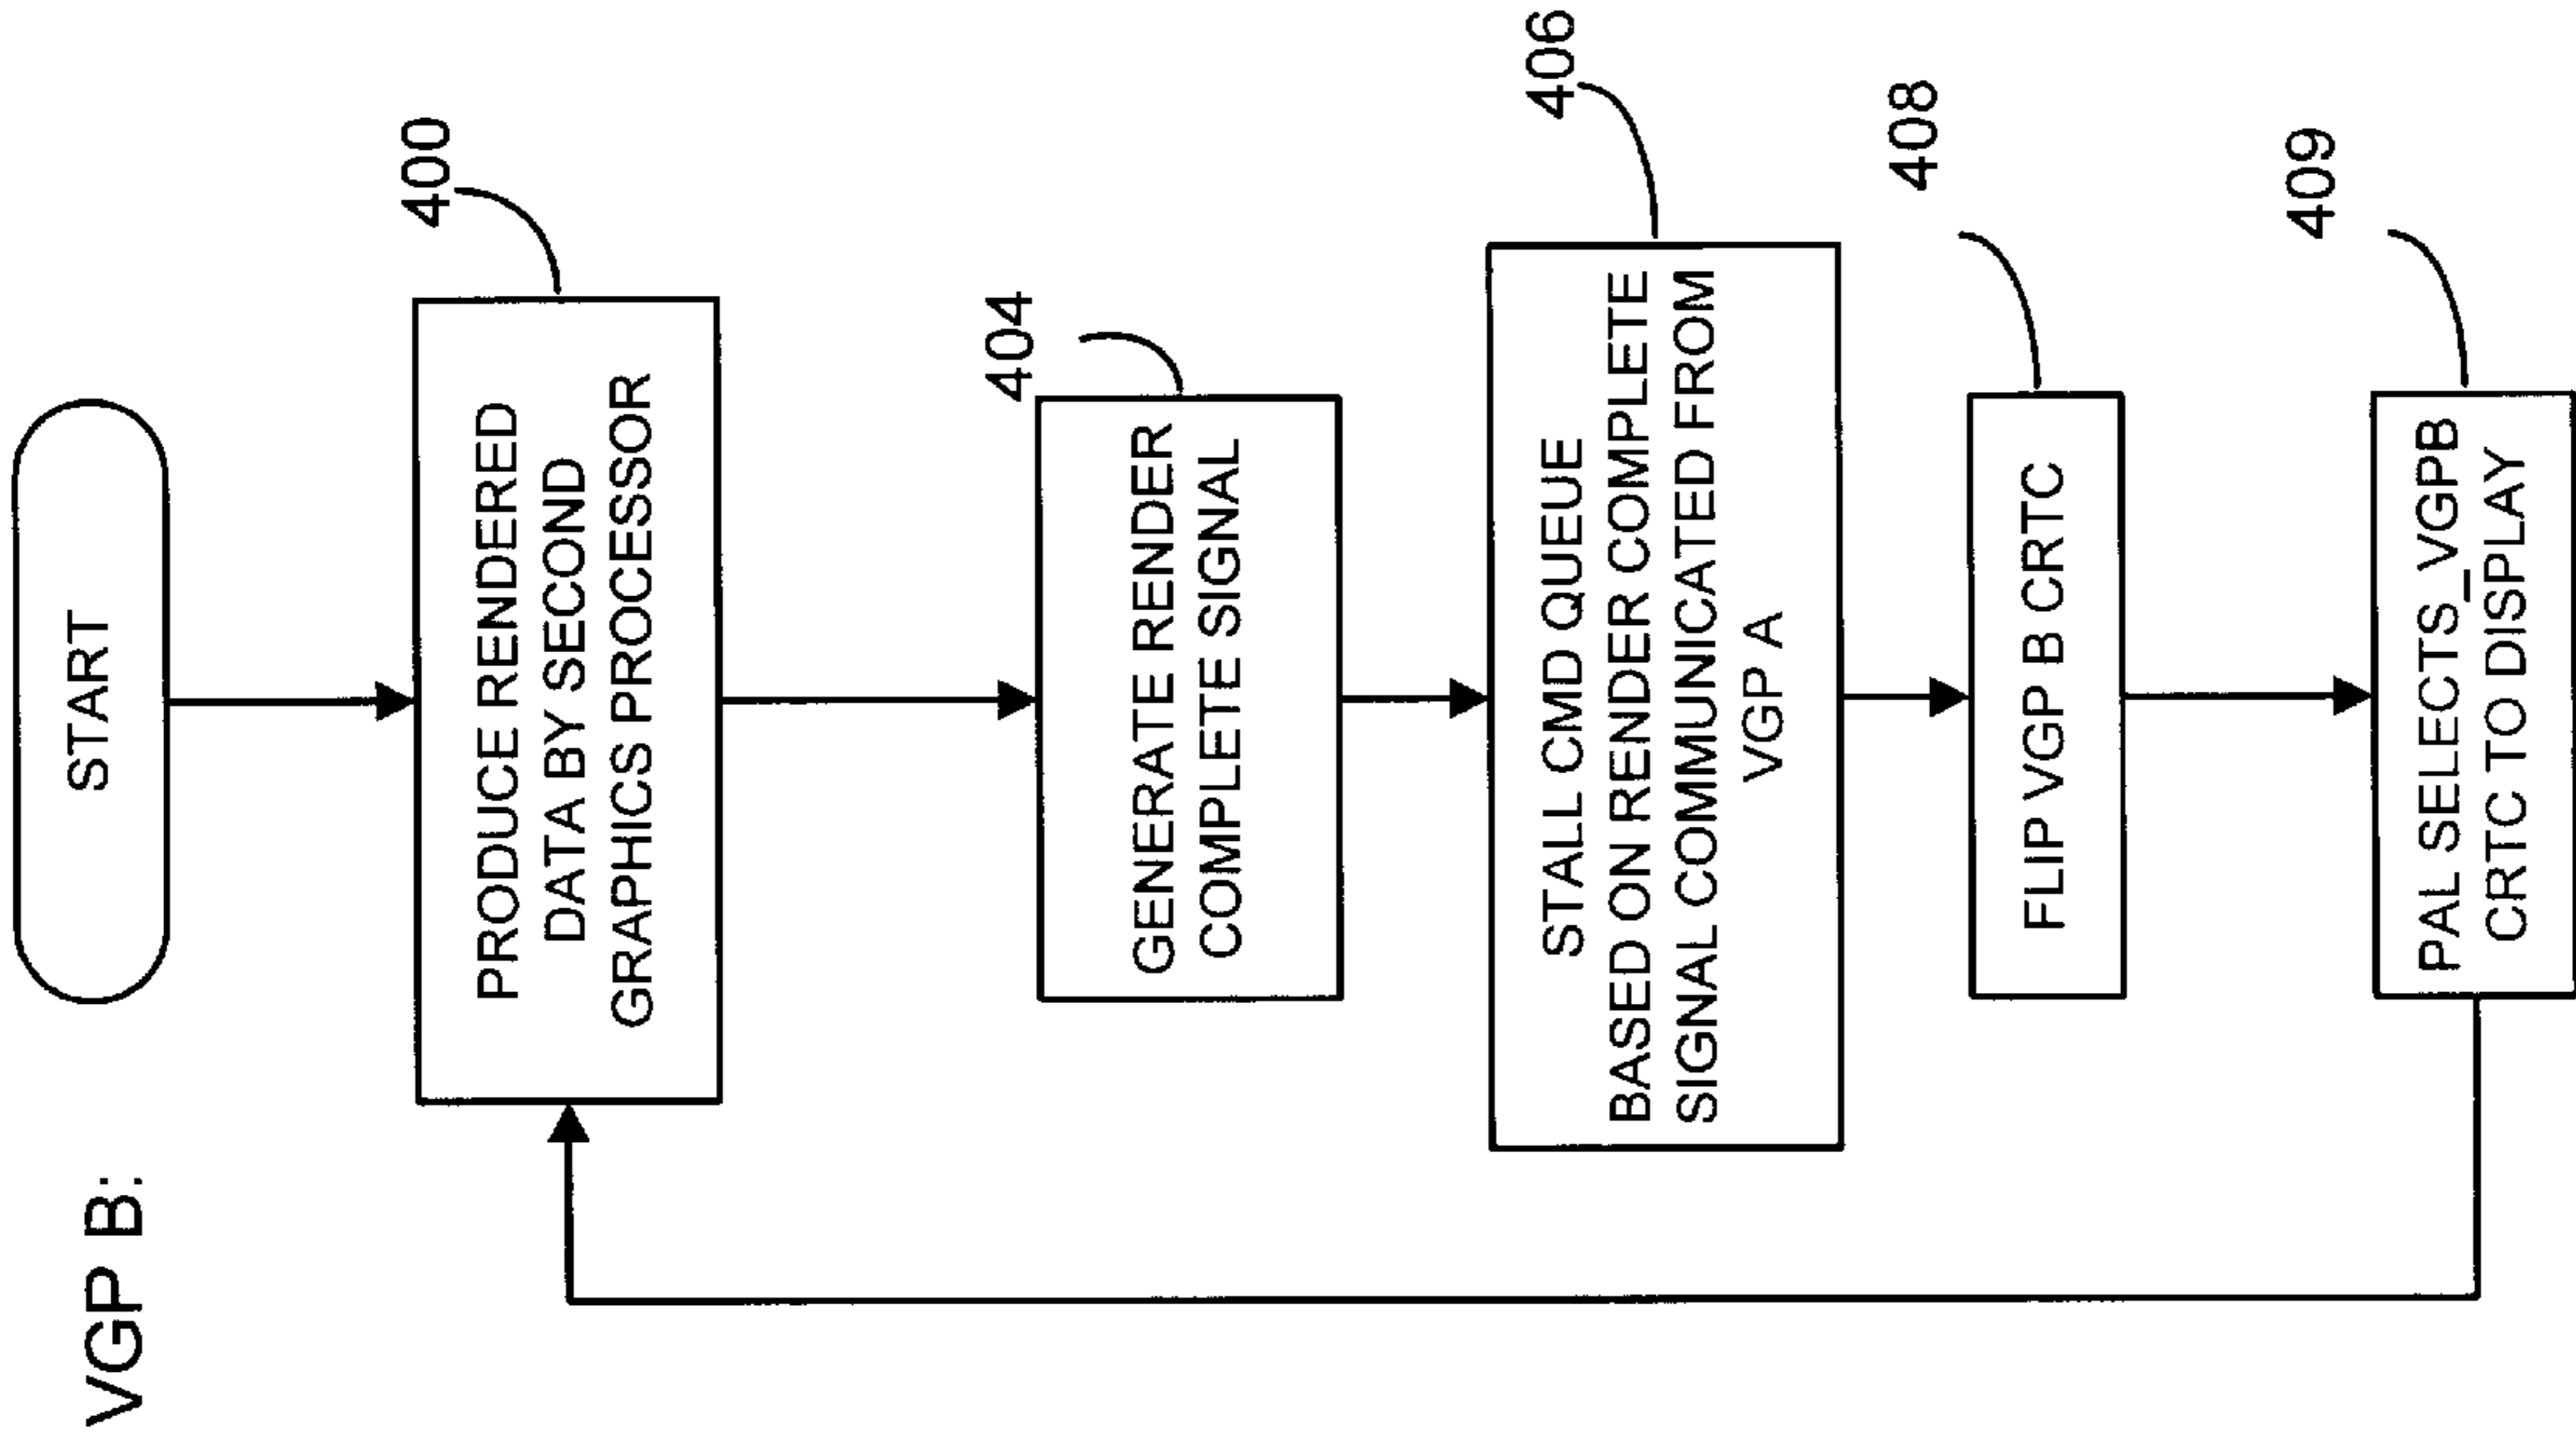 VGP B:
START
400
PRODUCE RENDERED
DATA BY SECOND
GRAPHICS PROCESSOR
404
GENERATE RENDER
COMPLETE SIGNAL
406
STALL CMD QUEUE
BASED ON RENDER COMPLETE
SIGNAL COMMUNICATED FROM
VGP A
408
FLIP VGP B CRTC
409
PAL SELECTS_VGPB
CRTC TO DISPLAY